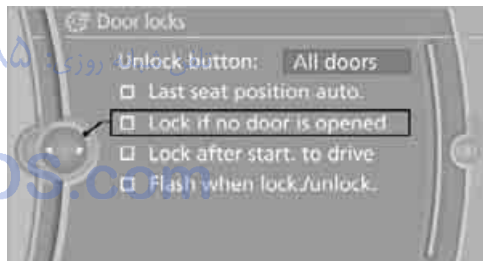 Door locks
Unlock button: All doors
Last seat position auto.
Lock if no door is opened
Lock after start. to drive
Flash when lock./unlock.